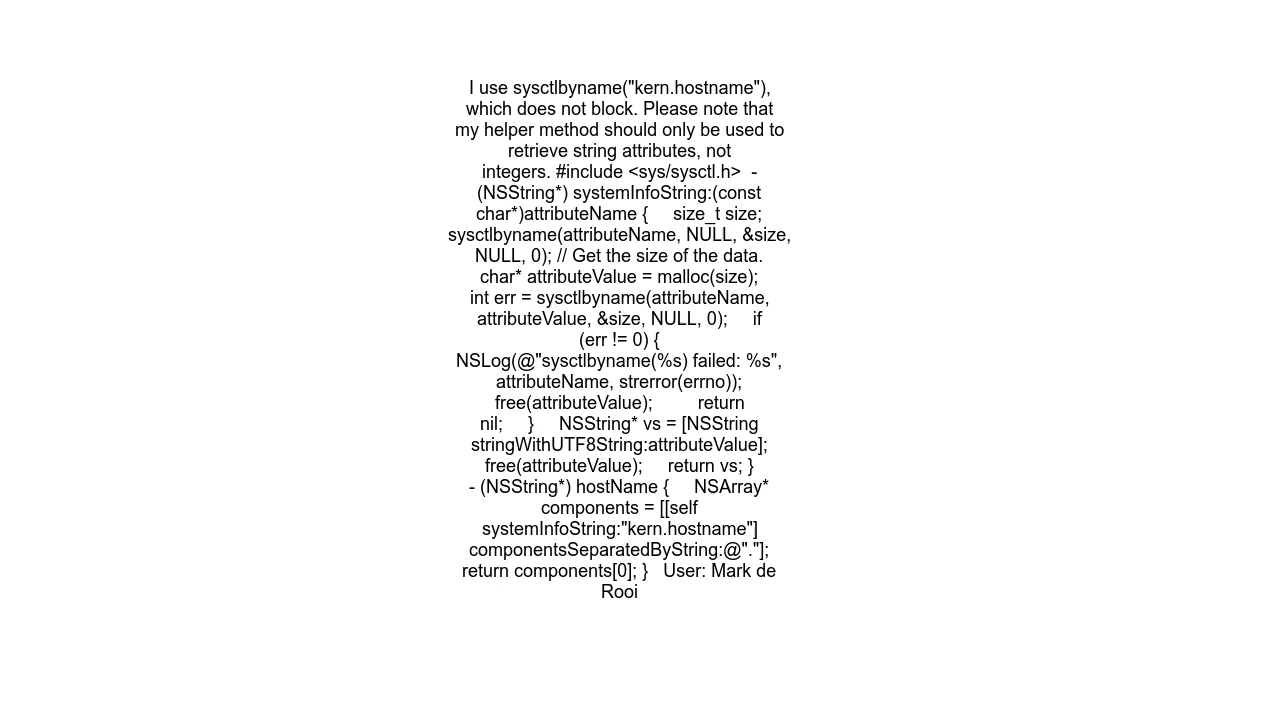 I use sysctlbyname("kern.hostname"),
which does not block. Please note that
my helper method should only be used to
retrieve string attributes, not
integers. #include <sys/sysctl.h>  -
(NSString*) systemInfoString:(const
char*)attributeName {     size_t size;
sysctlbyname(attributeName, NULL, &size,
NULL, 0); // Get the size of the data.
char* attributeValue = malloc(size);
int err = sysctlbyname(attributeName,
attributeValue, &size, NULL, 0);     if
(err != 0) {
NSLog(@"sysctlbyname(%s) failed: %s",
attributeName, strerror(errno));
free(attributeValue);         return
nil;     }     NSString* vs = [NSString
stringWithUTF8String:attributeValue];
free(attributeValue);     return vs; }
- (NSString*) hostName {     NSArray*
components = [[self
systemInfoString:"kern.hostname"]
componentsSeparatedByString:@"."];
return components[0]; }   User: Mark de
Rooi